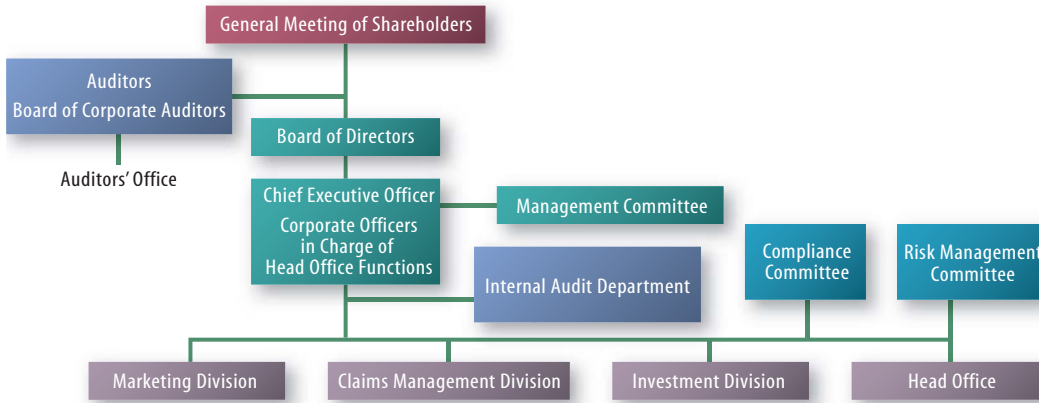 General Meeting of Shareholders
Auditors
Board of Corporate Auditors
Auditors’ Office
Board of Directors
Chief Executive Officer
Corporate Officers
in Charge of
Head Office Functions
Management Committee
Internal Audit Department
Compliance
Committee
Risk Management
Committee
Marketing Division
Claims Management Division
Investment Division
Head Office